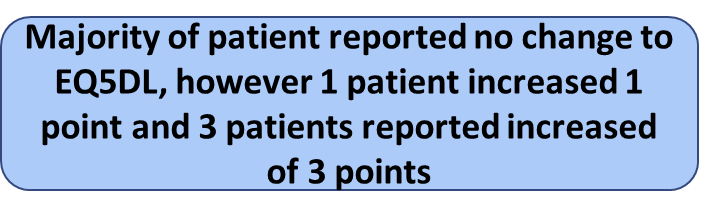 Majority of patient reported no change to
EQ5DL, however 1 patient increased 1
point and 3 patients reported increased
of 3 points